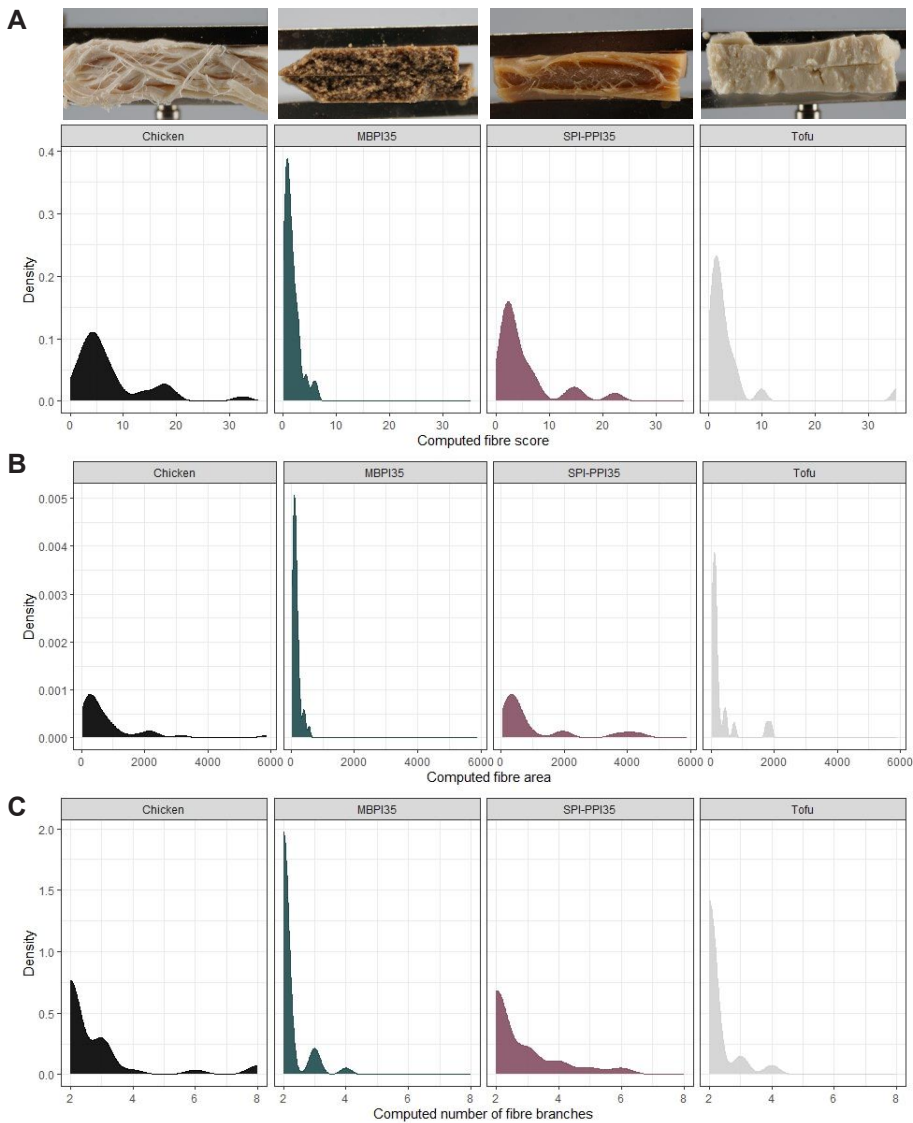 A
Chicken MBPI35 SPI-PPI35 Tofu
0.4
0.3
0.2
0.1
0.0
Density
0 10 20 30 0 10 20 30 0 10 20 30 0 10 20 30
Computed fibre score
B
Chicken MBPI35 SPI-PPI35 Tofu
0.005
0.004
0.003
0.002
0.001
0.000
Density
0 2000 4000 6000 0 2000 4000 6000 0 2000 4000 6000 0 2000 4000 6000
Computed fibre area
C
Chicken MBPI35 SPI-PPI35 Tofu
2.0
1.5
1.0
0.5
0.0
Density
2 4 6 8 2 4 6 8 2 4 6 8 2 4 6 8
Computed number of fibre branches